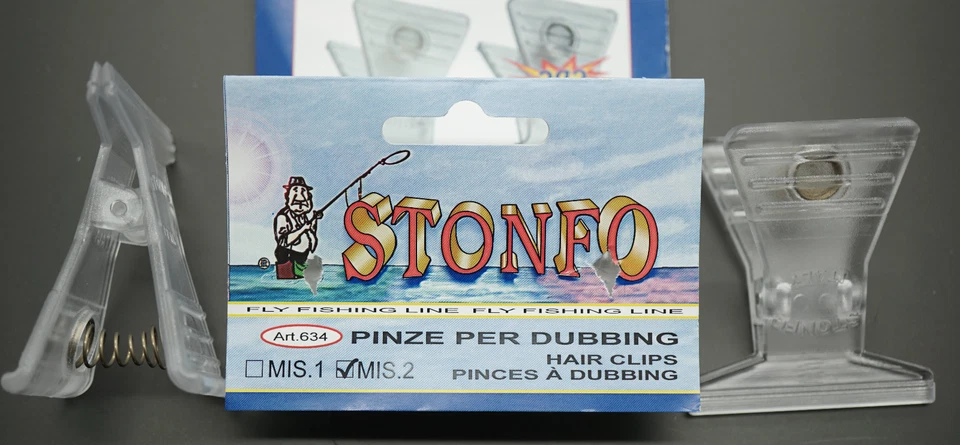 STONFO
®
FLY FISHING LINE FLY FISHING LINE
Art.634 PINZE PER DUBBING
MIS.1 MIS.2
HAIR CLIPS
PINCES À DUBBING